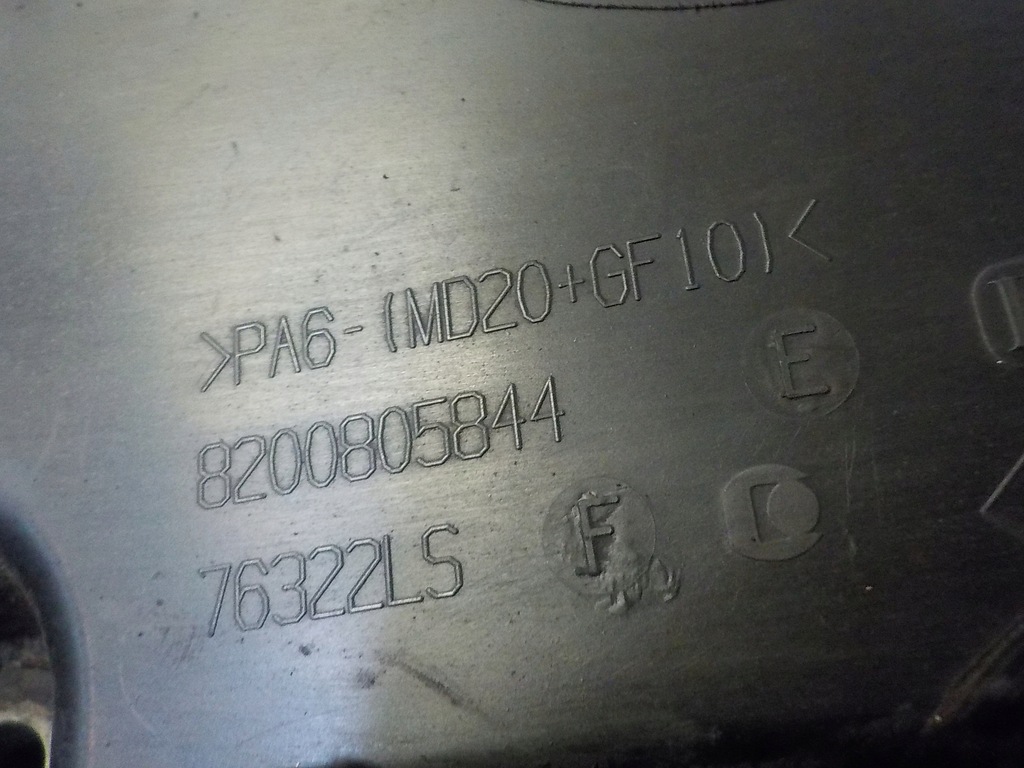 >PA6-(MD20+GF10)<
E
8200805844
F
76322LS